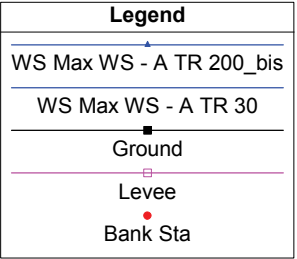 Legend
WS Max WS - A TR 200_bis
WS Max WS - A TR 30
Ground
Levee
Bank Sta